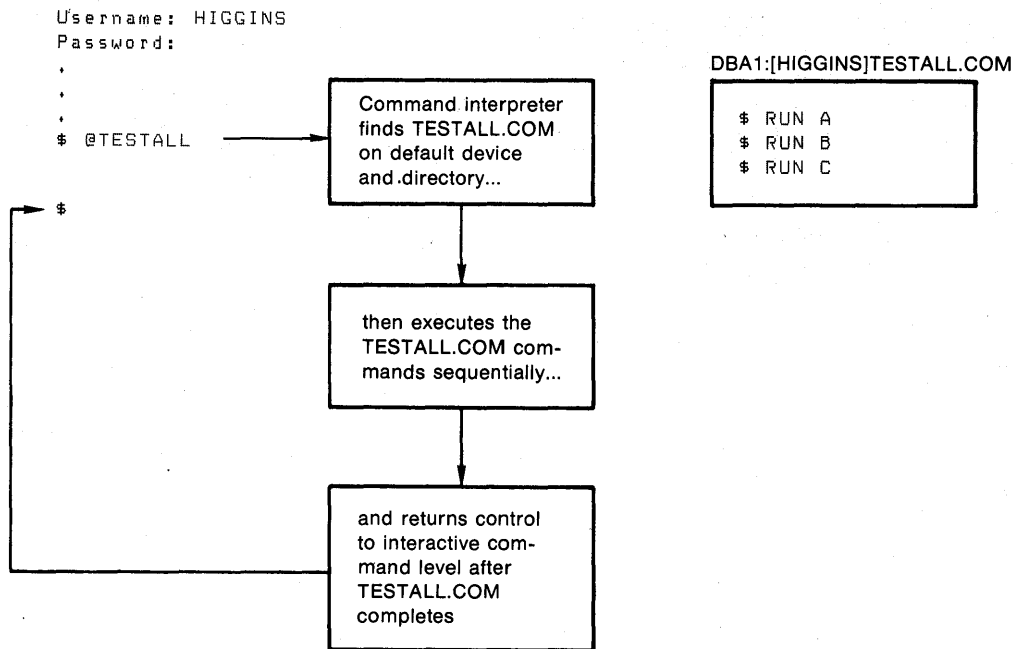 Username: HIGGINS
Password:
.
.
.
$ @TESTALL
$
Command interpreter
finds TESTALL.COM
on default device
and directory...
then executes the
TESTALL.COM com-
mands sequentially...
and returns control
to interactive com-
mand level after
TESTALL.COM
completes
DBA1:[HIGGINS]TESTALL.COM
$ RUN A
$ RUN B
$ RUN C